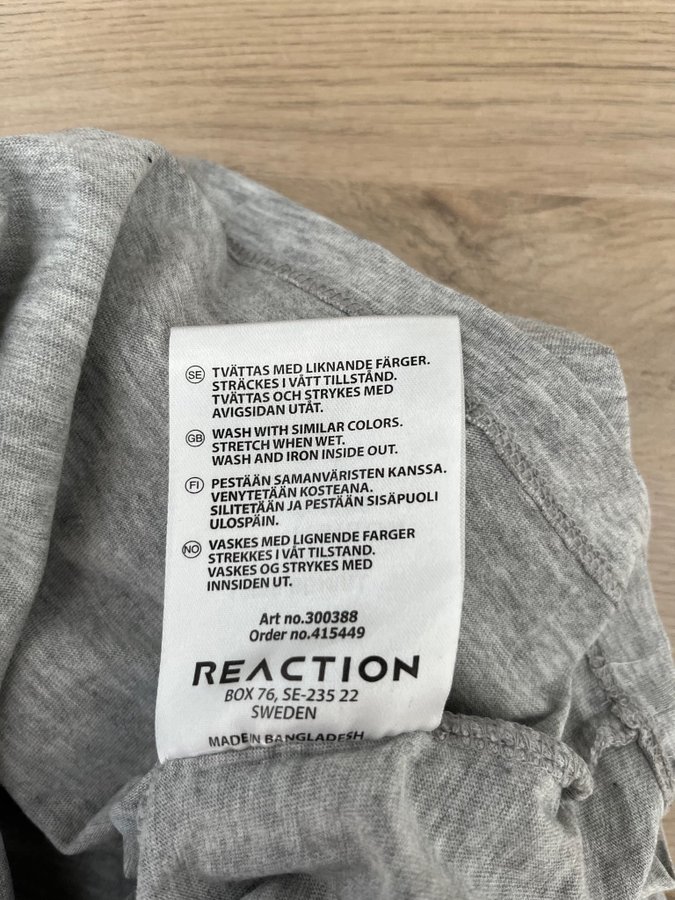 SE TVÄTTAS MED LIKNANDE FÄRGER.
STRÄCKES I VÅTT TILLSTÅND.
TVÄTTAS OCH STRYKES MED
AVIGSIDAN UTÅT.
GB WASH WITH SIMILAR COLORS.
STRETCH WHEN WET.
WASH AND IRON INSIDE OUT.
FI PESTÄÄN SAMANVÄRISTEN KANSSA.
VENYTETÄÄN KOSTEANA.
SILITETÄÄN JA PESTÄÄN SISÄPUOLI
ULOSPÄIN.
NO VASKES MED LIGNENDE FARGER
STREKKES I VÅT TILSTAND.
VASKES OG STRYKES MED
INNSIDEN UT.
Art no.300388
Order no.415449
REACTION
BOX 76, SE-235 22
SWEDEN
MADE IN BANGLADESH